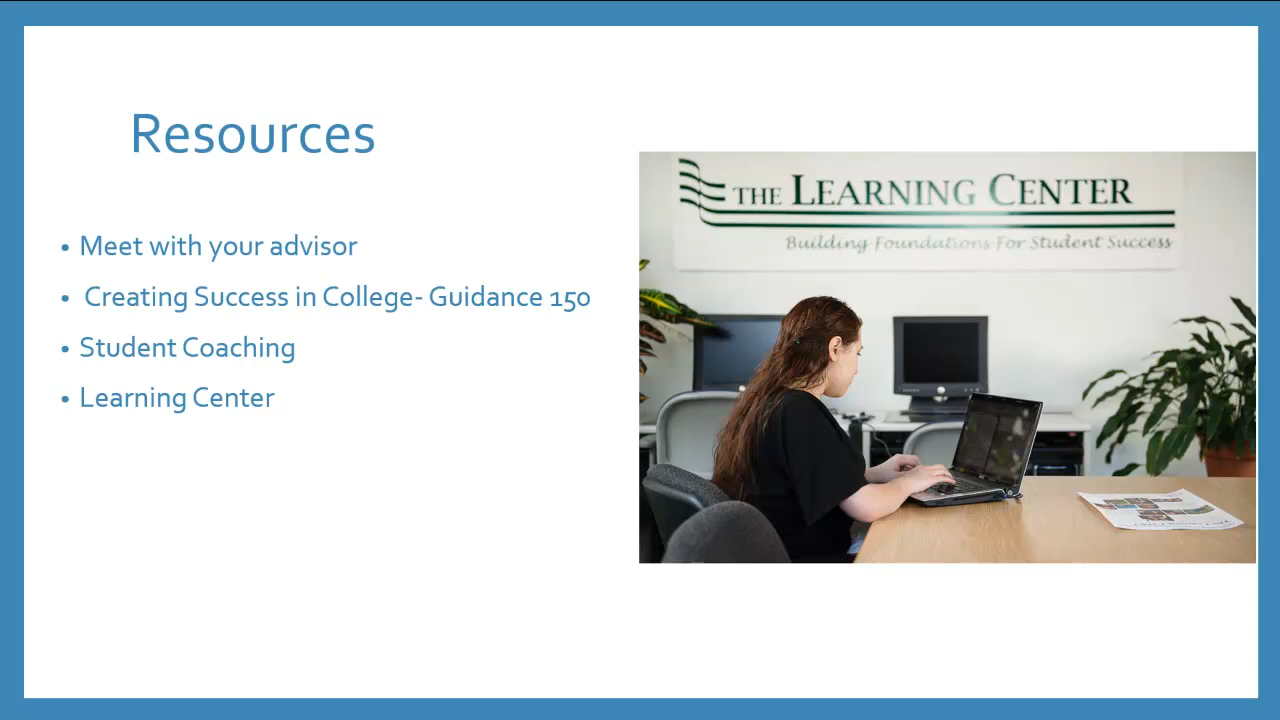 Resources
• Meet with your advisor
• Creating Success in College- Guidance 150
• Student Coaching
• Learning Center
THE LEARNING CENTER
Building Foundations For Student Success